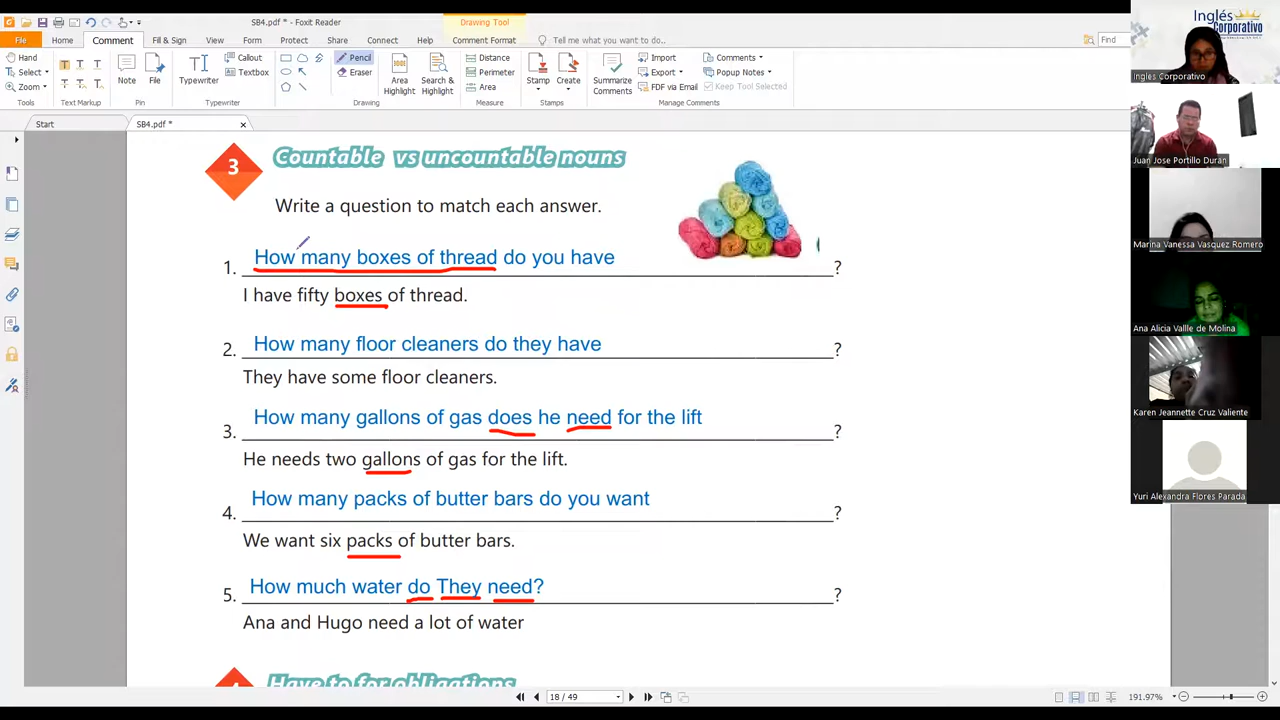 SB4.pdf * - Foxit Reader
Drawing Tool
File Home Comment Fill & Sign View Form Protect Share Connect Help Comment Format Tell me what you want to do... Find
Hand
Select
Zoom
Tools
Text Markup
Note
File
Pin
Typewriter
Callout
Textbox
Typewriter
Pencil
Eraser
Drawing
Area Highlight
Search & Highlight
Distance
Perimeter
Area
Measure
Stamp
Create
Stamps
Summarize Comments
Import
Export
FDF via Email
Comments
Popup Notes
Keep Tool Selected
Manage Comments
Start
SB4.pdf *
3 Countable vs uncountable nouns
Write a question to match each answer.
1. How many boxes of thread do you have ?
I have fifty boxes of thread.
2. How many floor cleaners do they have ?
They have some floor cleaners.
3. How many gallons of gas does he need for the lift ?
He needs two gallons of gas for the lift.
4. How many packs of butter bars do you want ?
We want six packs of butter bars.
5. How much water do They need? ?
Ana and Hugo need a lot of water
Have to for obligations
18 / 49
191.97%
Inglés Corporativo
Ingles Corporativo
Juan Jose Portillo Duran
Marina Vanessa Vasquez Romero
Ana Alicia Vallle de Molina
Karen Jeannette Cruz Valiente
Yuri Alexandra Flores Parada